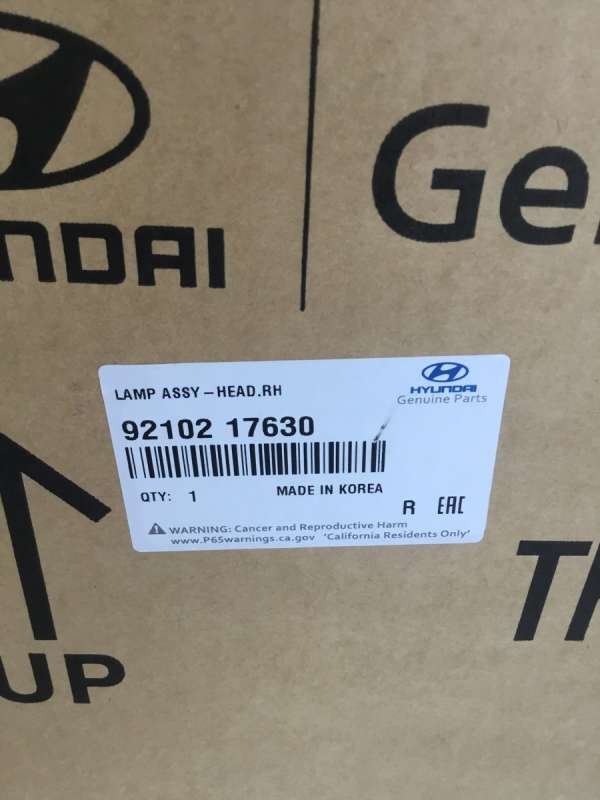 NDAI
Ge
LAMP ASSY-HEAD.RH
HYUNDAI
Genuine Parts
92102 17630
QTY: 1
MADE IN KOREA
R EAC
WARNING: Cancer and Reproductive Harm
www.P65warnings.ca.gov 'California Residents Only'
UP
Th